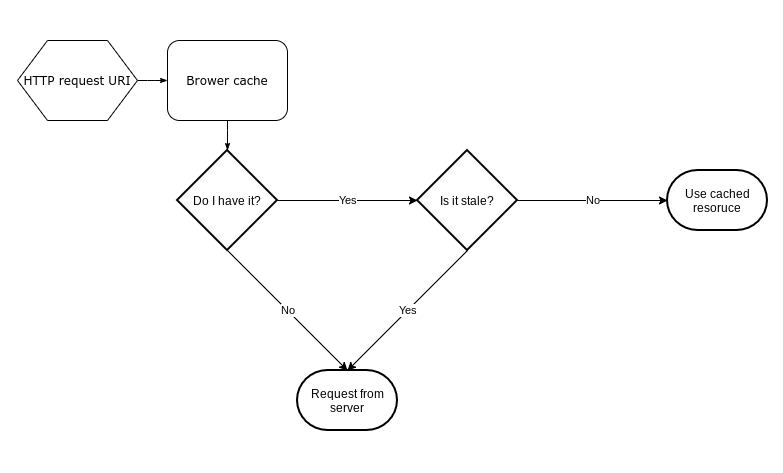 HTTP request URI
Brower cache
Do I have it?
Yes
Is it stale?
No
Use cached
resoruce
No
Yes
Request from
server